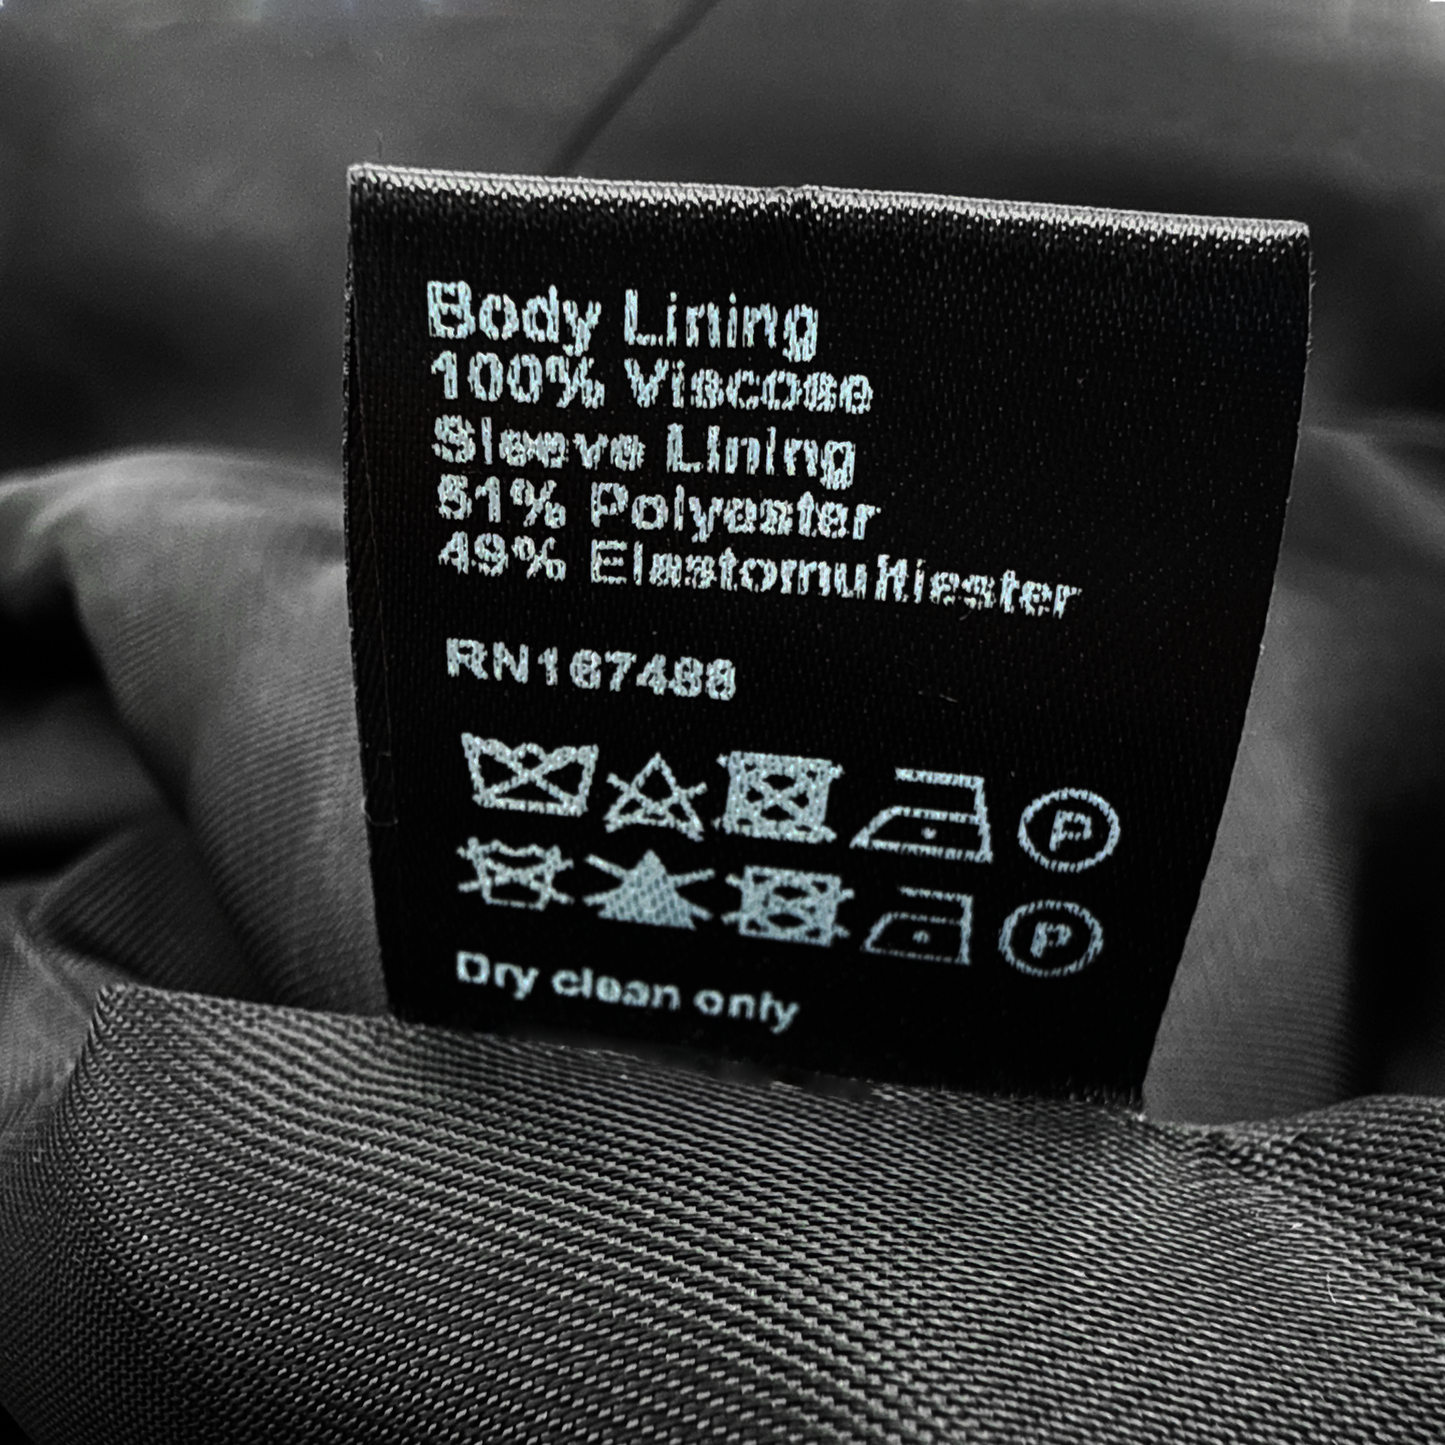 Body Lining
100% Viscose
Sleeve Lining
51% Polyester
49% Elastomultiester
RN167488
P
P
Dry clean only